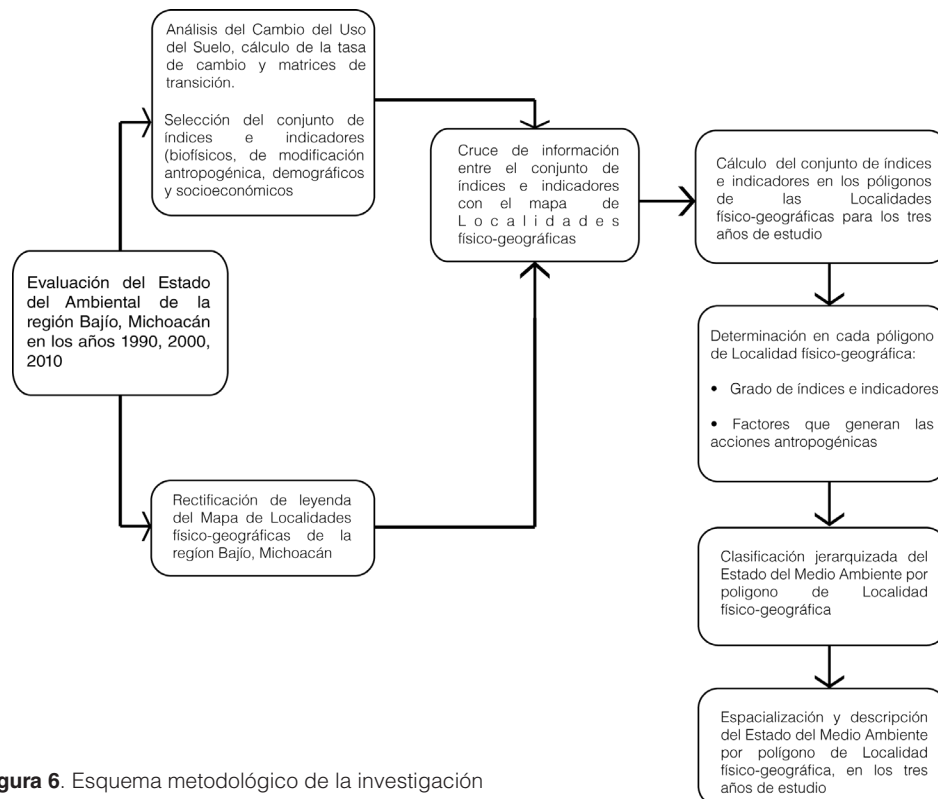 Análisis del Cambio del Uso
del Suelo, cálculo de la tasa
de cambio y matrices de
transición.
Selección del conjunto de
índices e indicadores
(biofísicos, de modificación
antropogénica, demográficos
y socioeconómicos
Evaluación del Estado
del Ambiental de la
región Bajío, Michoacán
en los años 1990, 2000,
2010
Rectificación de leyenda
del Mapa de Localidades
físico-geográficas de la
regíon Bajío, Michoacán
Cruce de información
entre el conjunto de
índices e indicadores
con el mapa de
Localidades
físico-geográficas
Cálculo del conjunto de índices
e indicadores en los póligonos
de las Localidades
físico-geográficas para los tres
años de estudio
Determinación en cada póligono
de Localidad físico-geográfica:
• Grado de índices e indicadores
• Factores que generan las
acciones antropogénicas
Clasificación jerarquizada del
Estado del Medio Ambiente por
poligono de Localidad
físico-geográfica
Espacialización y descripción
del Estado del Medio Ambiente
por polígono de Localidad
físico-geográfica, en los tres
años de estudio
gura 6. Esquema metodológico de la investigación